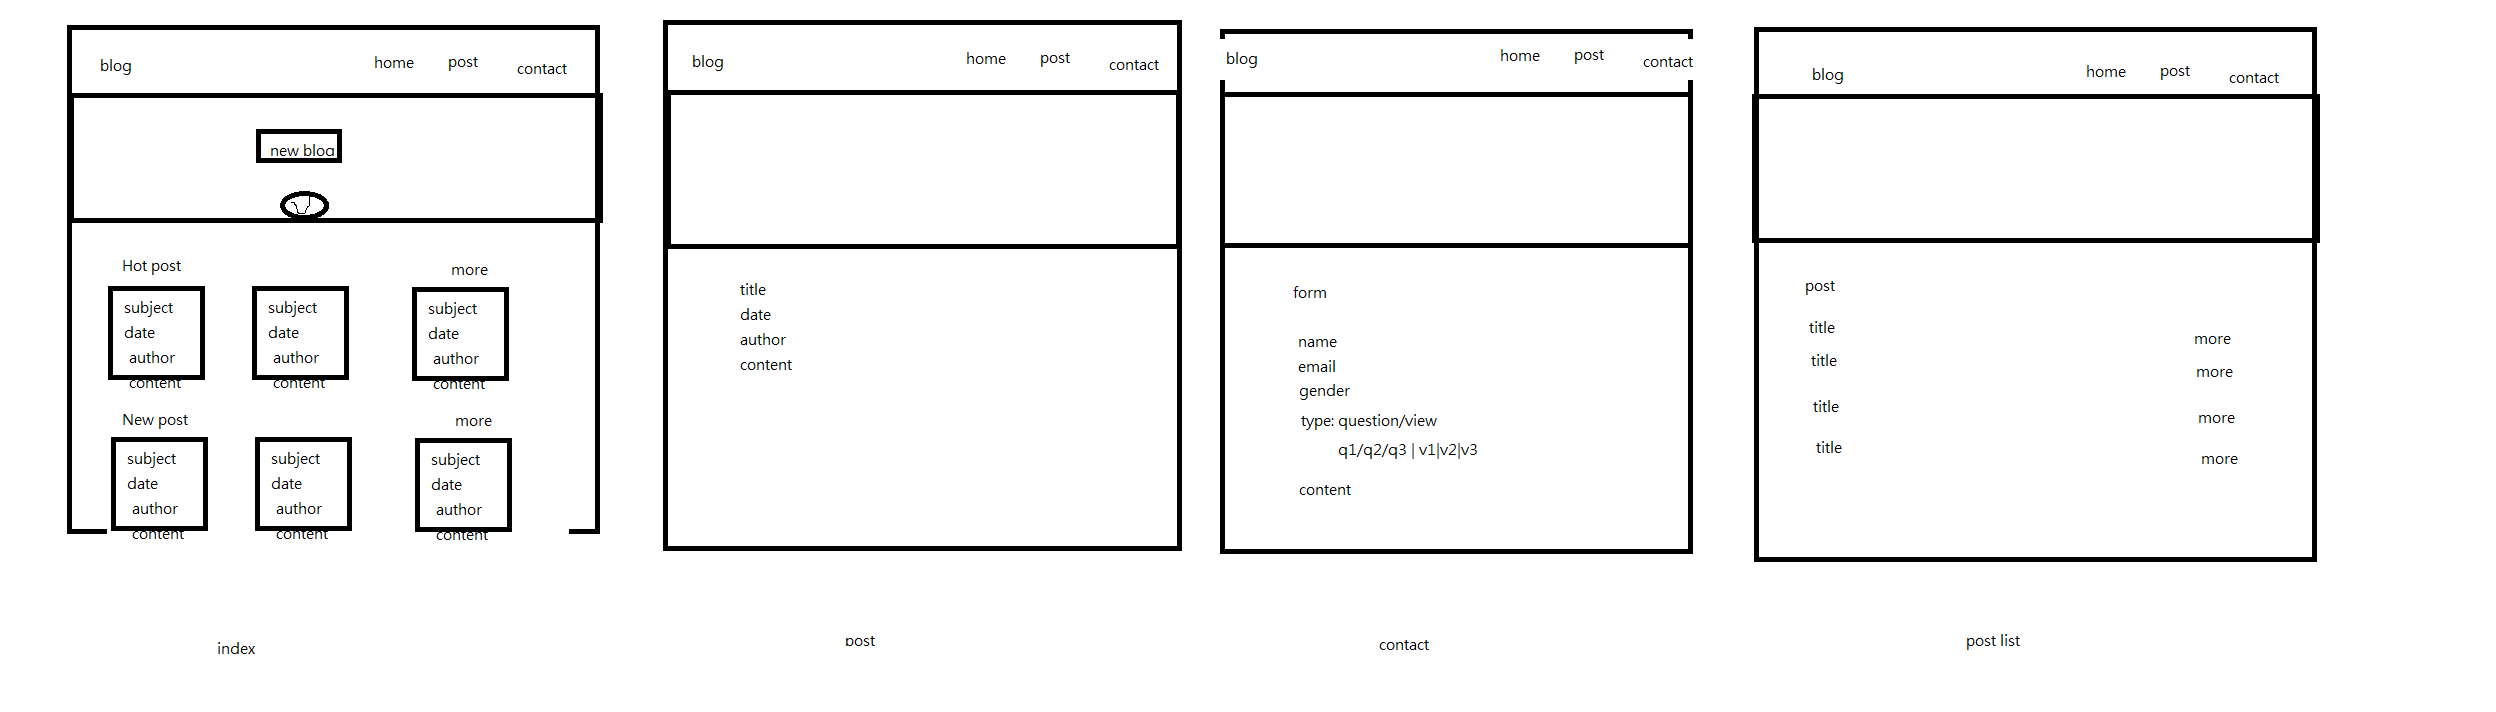 blog home post contact
new blog
Hot post more
subject subject subject
date date date
author author author
content content content
New post more
subject subject subject
date date date
author author author
content content content
index
blog home post contact
title
date
author
content
post
blog home post contact
form
name
email
gender
type: question/view
q1/q2/q3 | v1|v2|v3
content
contact
blog home post contact
post
title more
title more
title more
title more
post list